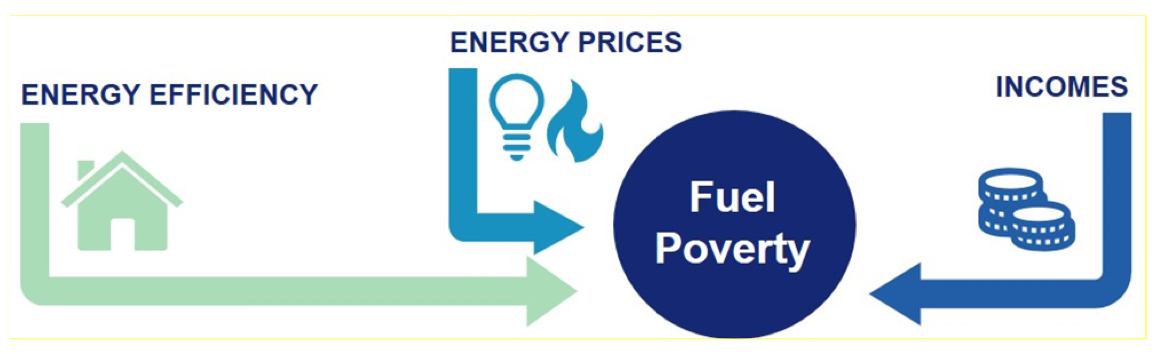 ENERGY PRICES
ENERGY EFFICIENCY
INCOMES
Fuel
Poverty